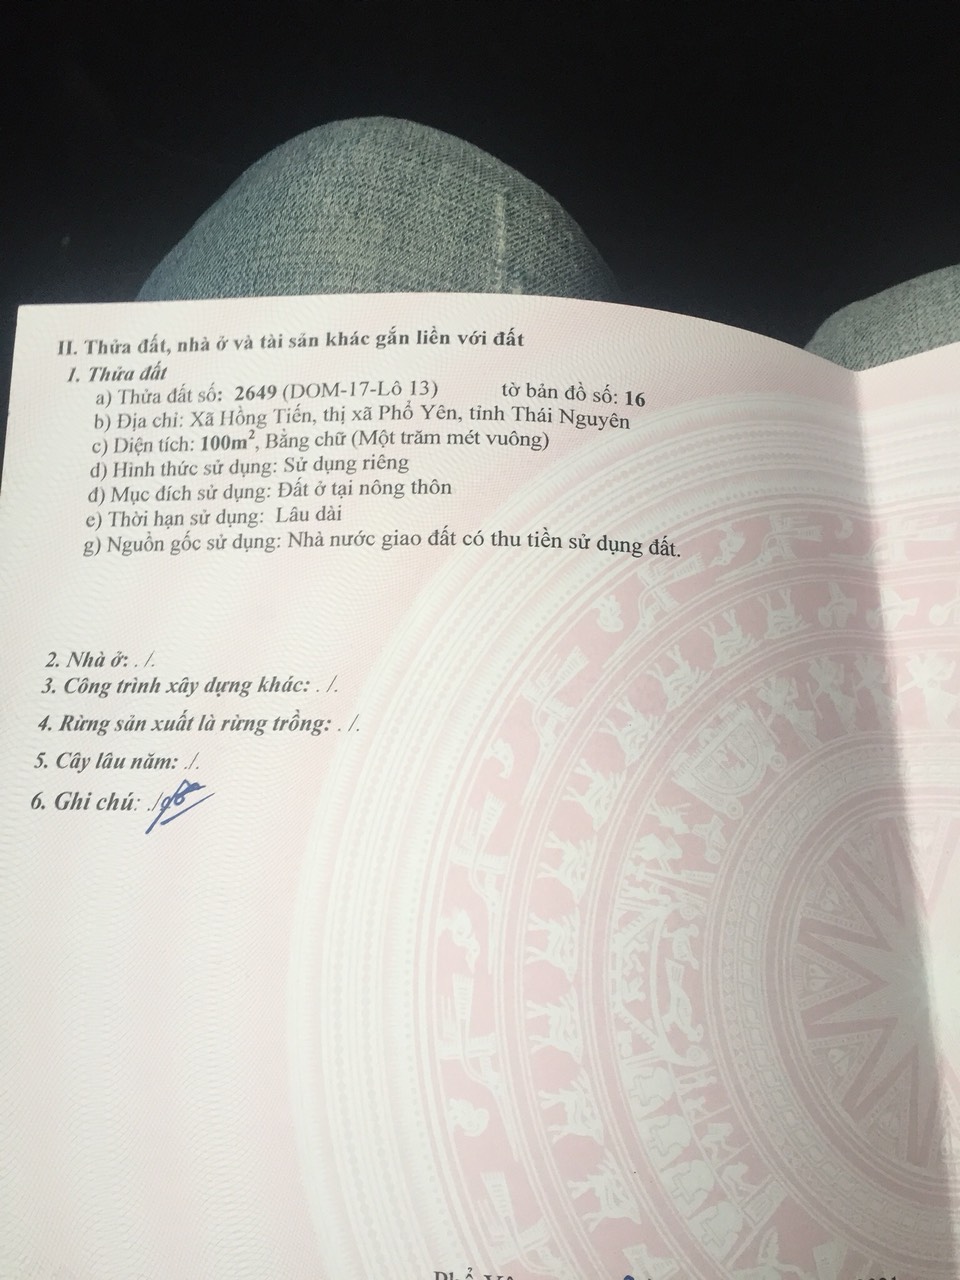 II. Thửa đất, nhà ở và tài sản khác gắn liền với đất
1. Thửa đất
a) Thửa đất số: 2649 (DOM-17-Lô 13) tờ bản đồ số: 16
b) Địa chỉ: Xã Hồng Tiến, thị xã Phổ Yên, tỉnh Thái Nguyên
c) Diện tích: 100m², Bằng chữ (Một trăm mét vuông)
d) Hình thức sử dụng: Sử dụng riêng
đ) Mục đích sử dụng: Đất ở tại nông thôn
e) Thời hạn sử dụng: Lâu dài
g) Nguồn gốc sử dụng: Nhà nước giao đất có thu tiền sử dụng đất.
2. Nhà ở: . /.
3. Công trình xây dựng khác: . /.
4. Rừng sản xuất là rừng trồng: . /.
5. Cây lâu năm: ./.
6. Ghi chú: ./